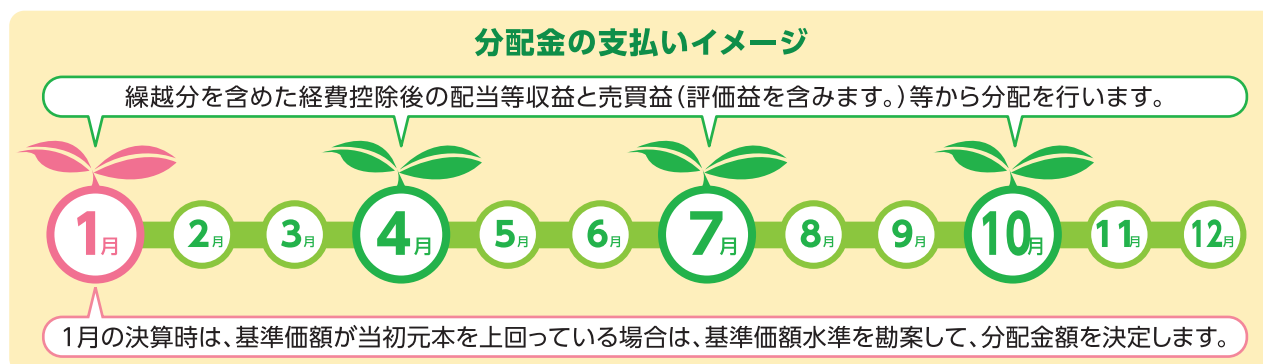 分配金の支払いイメージ
繰越分を含めた経費控除後の配当等収益と売買益(評価益を含みます。)等から分配を行います。
1月 2月 3月 4月 5月 6月 7月 8月 9月 10月 11月 12月
1月の決算時は、基準価額が当初元本を上回っている場合は、基準価額水準を勘案して、分配金額を決定します。